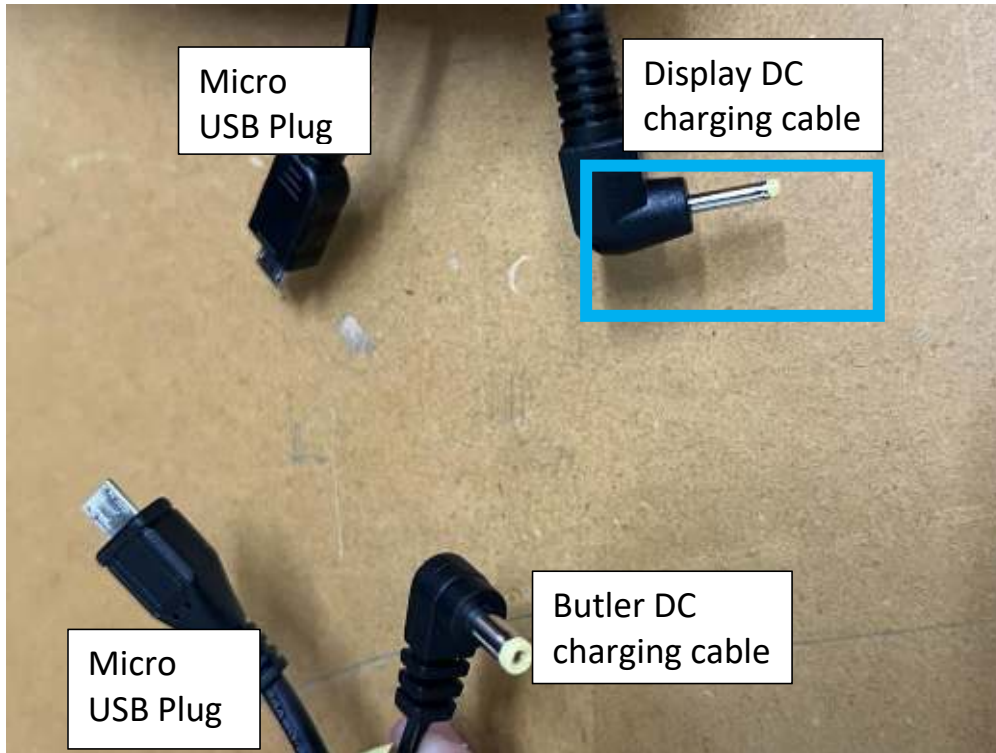 Micro
USB Plug
Display DC
charging cable
Butler DC
charging cable
Micro
USB Plug